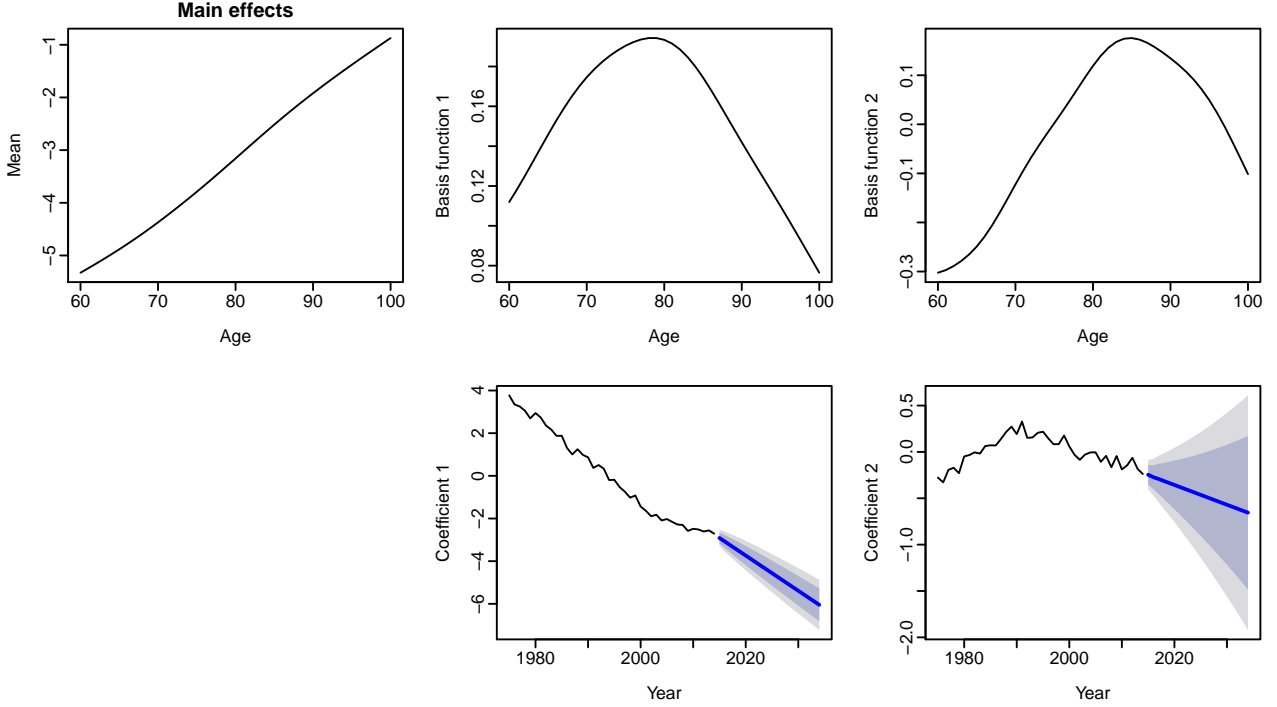 Main effects
Mean
−1
−2
−3
−4
−5
60 70 80 90 100
Age
Basis function 1
0.16
0.12
0.08
60 70 80 90 100
Age
Basis function 2
0.1
0.0
−0.1
−0.3
60 70 80 90 100
Age
Coefficient 1
4
2
0
−2
−4
−6
1980 2000 2020
Year
Coefficient 2
0.5
0.0
−1.0
−2.0
1980 2000 2020
Year